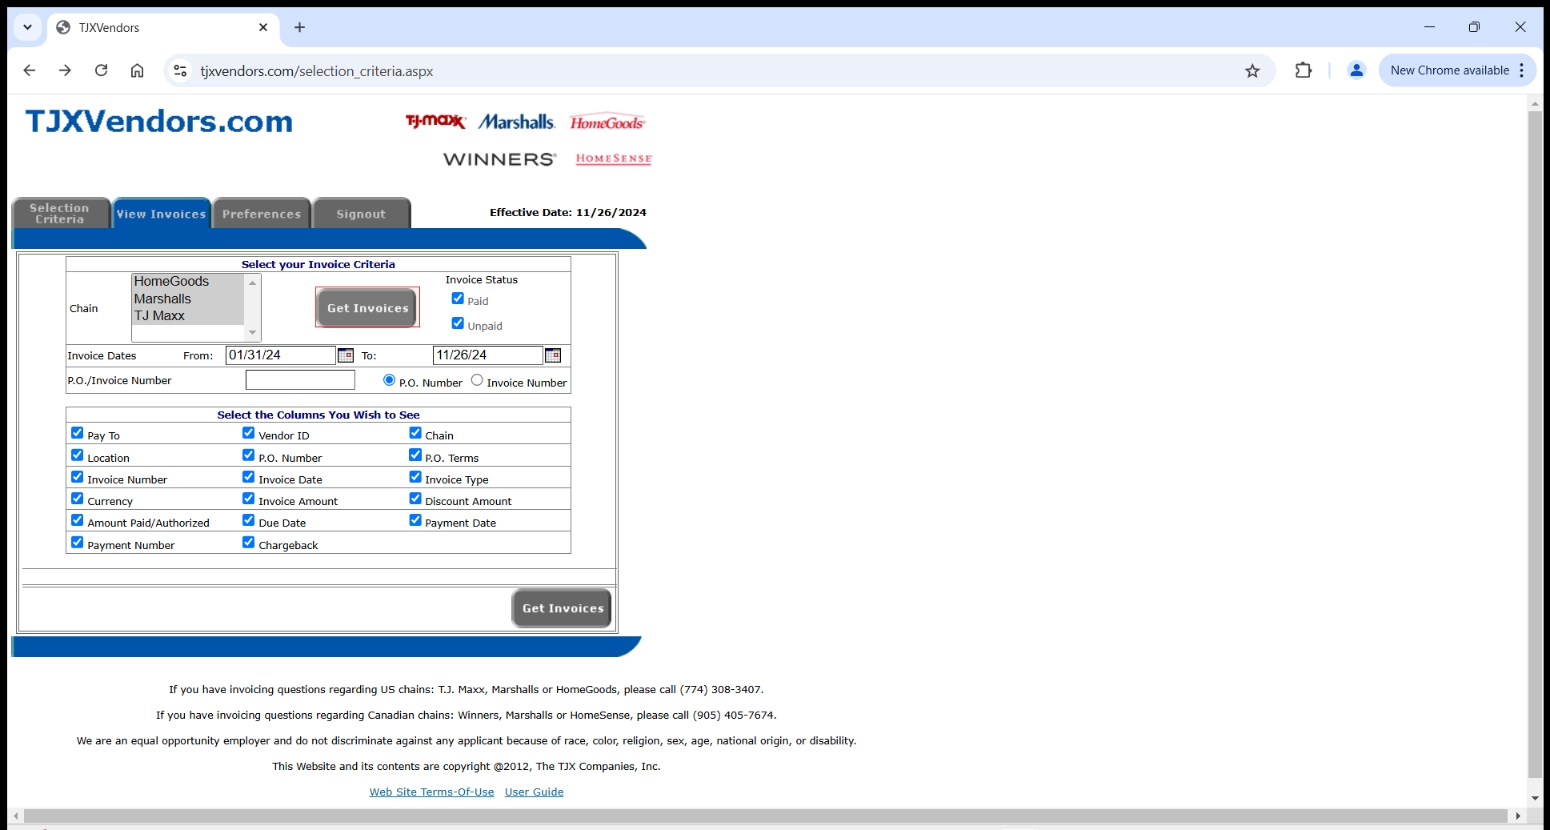 TJXVendors
New Chrome available
tjxvendors.com/selection_criteria.aspx
TJXVendors.com
T·J·maxx Marshalls. HomeGoods
WINNERS HOMESENSE
Selection Criteria
View Invoices
Preferences
Signout
Effective Date: 11/26/2024
Select your Invoice Criteria
Chain
HomeGoods
Marshalls
TJ Maxx
Get Invoices
Invoice Status
Paid
Unpaid
Invoice Dates From: 01/31/24 To: 11/26/24
P.O./Invoice Number P.O. Number Invoice Number
Select the Columns You Wish to See
Pay To Vendor ID Chain
Location P.O. Number P.O. Terms
Invoice Number Invoice Date Invoice Type
Currency Invoice Amount Discount Amount
Amount Paid/Authorized Due Date Payment Date
Payment Number Chargeback
Get Invoices
If you have invoicing questions regarding US chains: T.J. Maxx, Marshalls or HomeGoods, please call (774) 308-3407.
If you have invoicing questions regarding Canadian chains: Winners, Marshalls or HomeSense, please call (905) 405-7674.
We are an equal opportunity employer and do not discriminate against any applicant because of race, color, religion, sex, age, national origin, or disability.
This Website and its contents are copyright @2012, The TJX Companies, Inc.
Web Site Terms-Of-Use User Guide